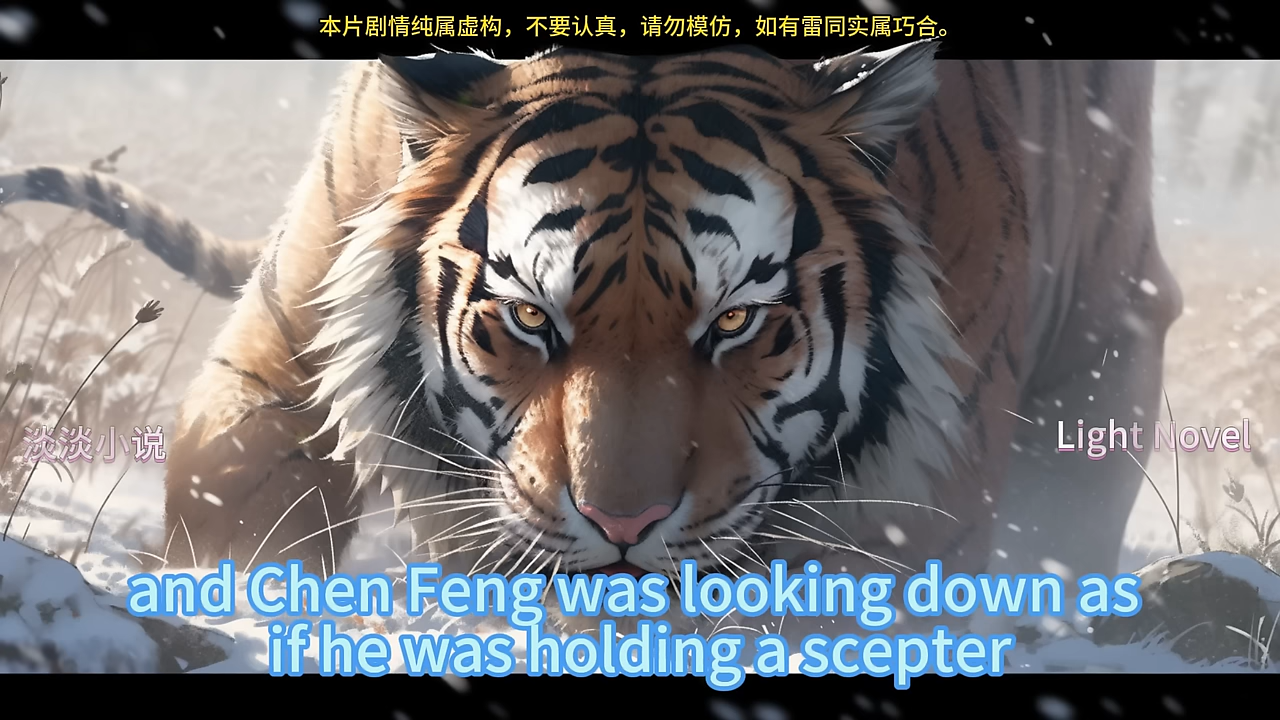 本片剧情纯属虚构，不要认真，请勿模仿，如有雷同实属巧合。
淡淡小说
Light Novel
and Chen Feng was looking down as
if he was holding a scepter